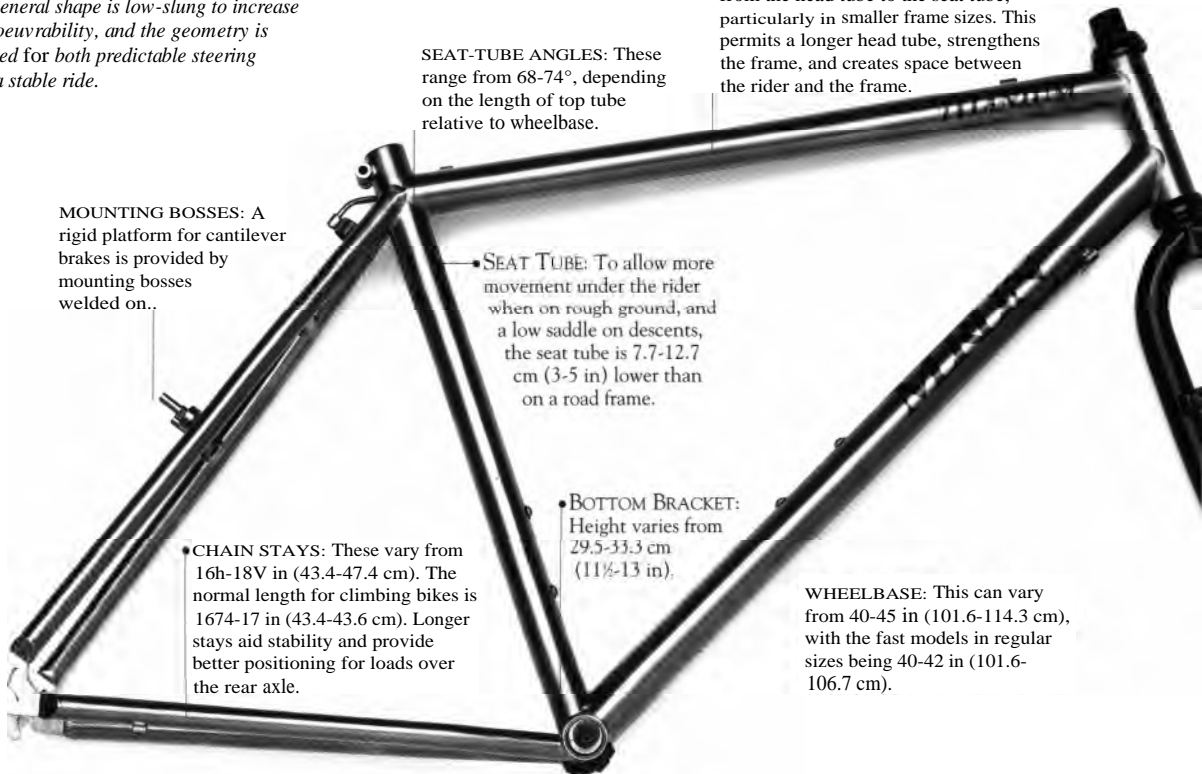 eneral shape is low-slung to increase
oeuvrability, and the geometry is
ed for both predictable steering
stable ride.
from the head tube to the seat tube,
particularly in smaller frame sizes. This
permits a longer head tube, strengthens
the frame, and creates space between
the rider and the frame.
SEAT-TUBE ANGLES: These
range from 68-74°, depending
on the length of top tube
relative to wheelbase.
MOUNTING BOSSES: A
rigid platform for cantilever
brakes is provided by
mounting bosses
welded on..
SEAT TUBE: To allow more
movement under the rider
when on rough ground, and
a low saddle on descents,
the seat tube is 7.7-12.7
cm (3-5 in) lower than
on a road frame.
BOTTOM BRACKET:
Height varies from
29.5-33.3 cm
(11½-13 in).
CHAIN STAYS: These vary from
16h-18V in (43.4-47.4 cm). The
normal length for climbing bikes is
1674-17 in (43.4-43.6 cm). Longer
stays aid stability and provide
better positioning for loads over
the rear axle.
WHEELBASE: This can vary
from 40-45 in (101.6-114.3 cm),
with the fast models in regular
sizes being 40-42 in (101.6-
106.7 cm).